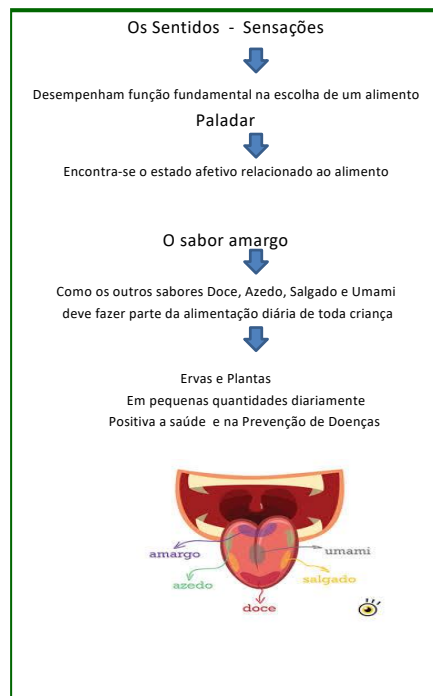 Os Sentidos - Sensações
Desempenham função fundamental na escolha de um alimento
Paladar
Encontra-se o estado afetivo relacionado ao alimento
O sabor amargo
Como os outros sabores Doce, Azedo, Salgado e Umami
deve fazer parte da alimentação diária de toda criança
Ervas e Plantas
Em pequenas quantidades diariamente
Positiva a saúde e na Prevenção de Doenças
amargo
umami
azedo
salgado
doce